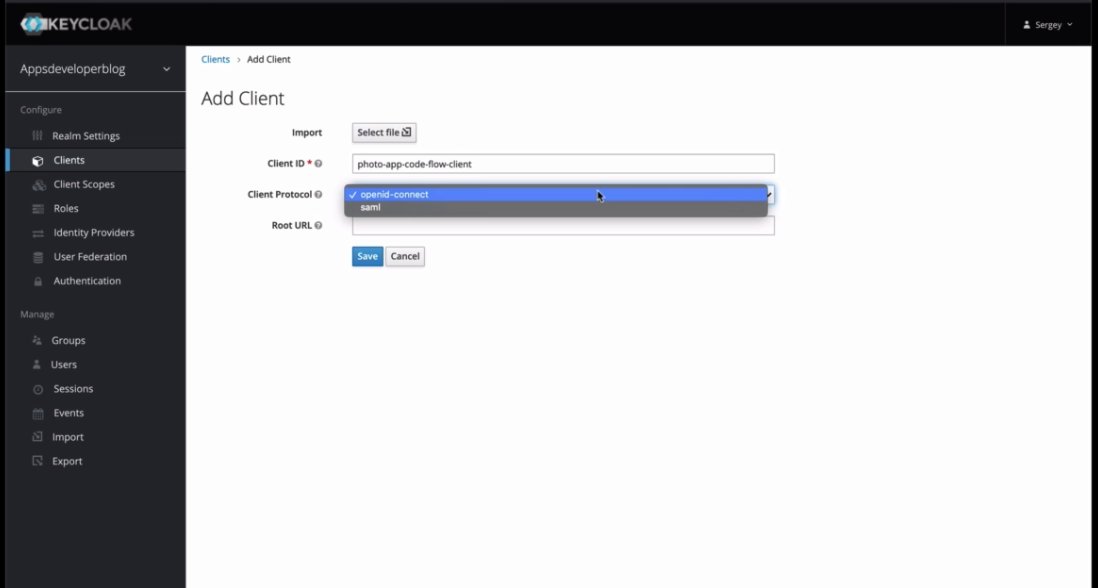 KEYCLOAK
Sergey
Appsdeveloperblog
Configure
Realm Settings
Clients
Client Scopes
Roles
Identity Providers
User Federation
Authentication
Manage
Groups
Users
Sessions
Events
Import
Export
Clients > Add Client
Add Client
Import Select file
Client ID * photo-app-code-flow-client
Client Protocol openid-connect
saml
Root URL
Save Cancel